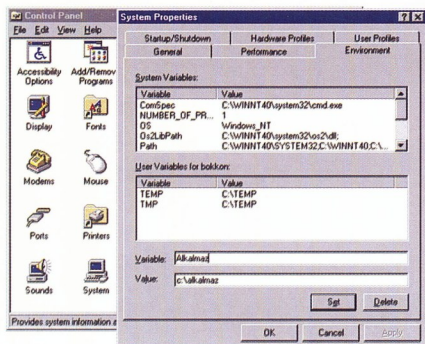 Control Panel
File Edit View Help
Accessibility Options
Add/Remov Programs
Display
Fonts
Modems
Mouse
Ports
Printers
Sounds
System
Provides system information a
System Properties
Startup/Shutdown
Hardware Profiles
User Profiles
General
Performance
Environment
System Variables:
Variable Value
ComSpec C:\WINNT40\system32\cmd.exe
NUMBER_OF_PR... 1
OS Windows_NT
Os2LibPath C:\WINNT40\system32\os2\dll;
Path C:\WINNT40\SYSTEM32;C:\WINNT40;C:\...
User Variables for bokkon:
Variable Value
TEMP C:\TEMP
TMP C:\TEMP
Variable: Alkalmaz
Value: c:\alkalmaz
Set
Delete
OK
Cancel
Apply